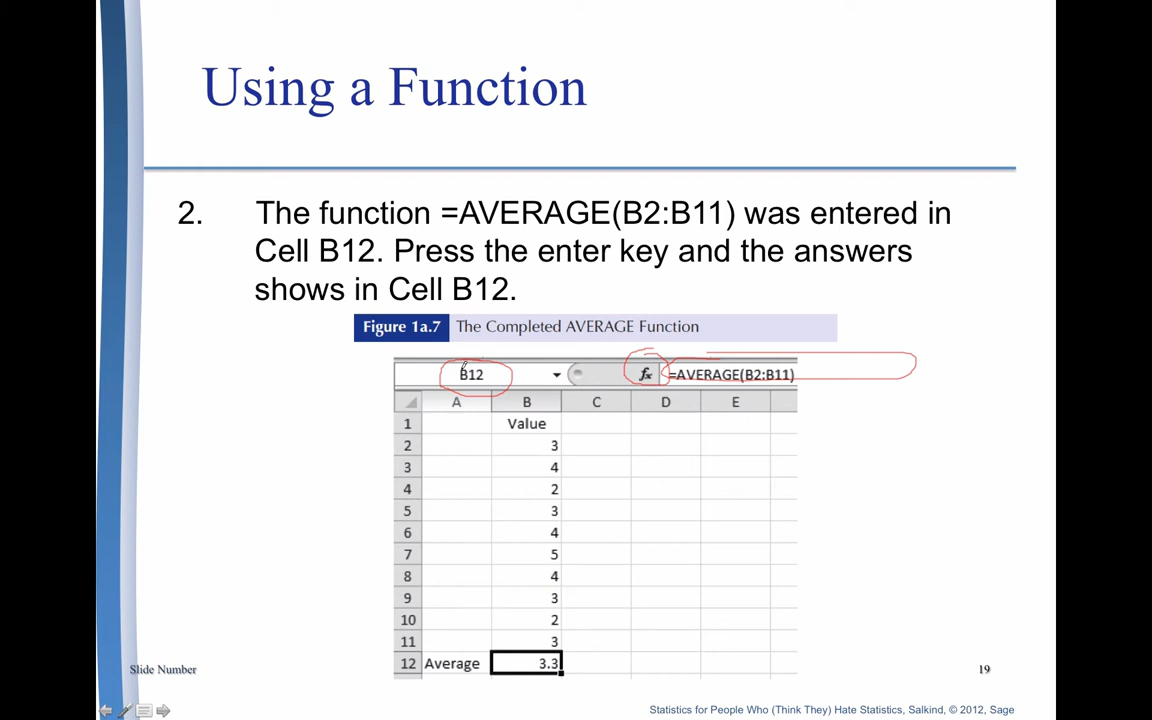 Using a Function
2. The function =AVERAGE(B2:B11) was entered in
Cell B12. Press the enter key and the answers
shows in Cell B12.
Figure 1a.7 The Completed AVERAGE Function
B12 fx =AVERAGE(B2:B11)
A B C D E
1 Value
2 3
3 4
4 2
5 3
6 4
7 5
8 4
9 3
10 2
11 3
12 Average 3.3
Slide Number 19
Statistics for People Who (Think They) Hate Statistics, Salkind, © 2012, Sage